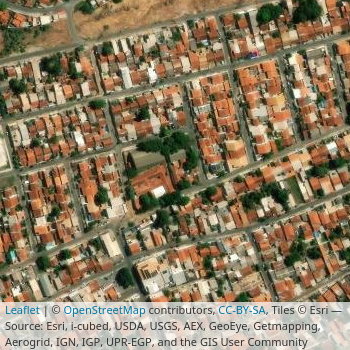 Leaflet | © OpenStreetMap contributors, CC-BY-SA, Tiles © Esri —
Source: Esri, i-cubed, USDA, USGS, AEX, GeoEye, Getmapping,
Aerogrid, IGN, IGP, UPR-EGP, and the GIS User Community